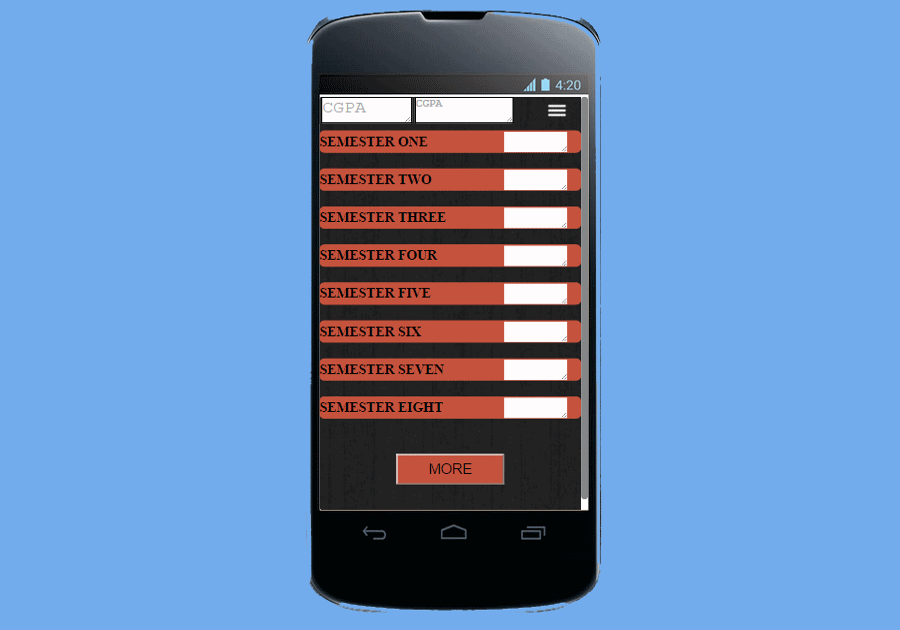 4:20
CGPA CGPA
SEMESTER ONE
SEMESTER TWO
SEMESTER THREE
SEMESTER FOUR
SEMESTER FIVE
SEMESTER SIX
SEMESTER SEVEN
SEMESTER EIGHT
MORE